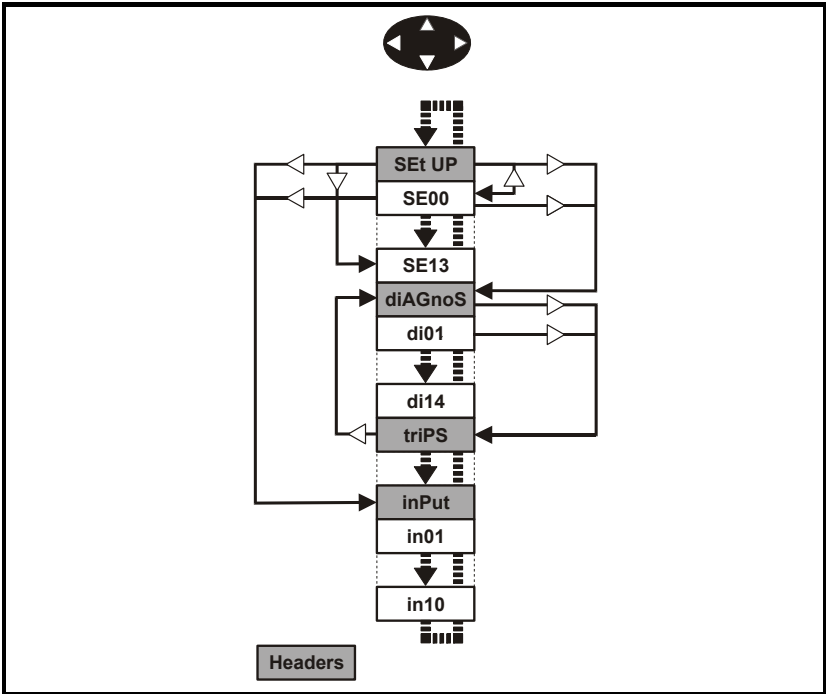 SEt UP
SE00
SE13
diAGnoS
di01
di14
triPS
inPut
in01
in10
Headers